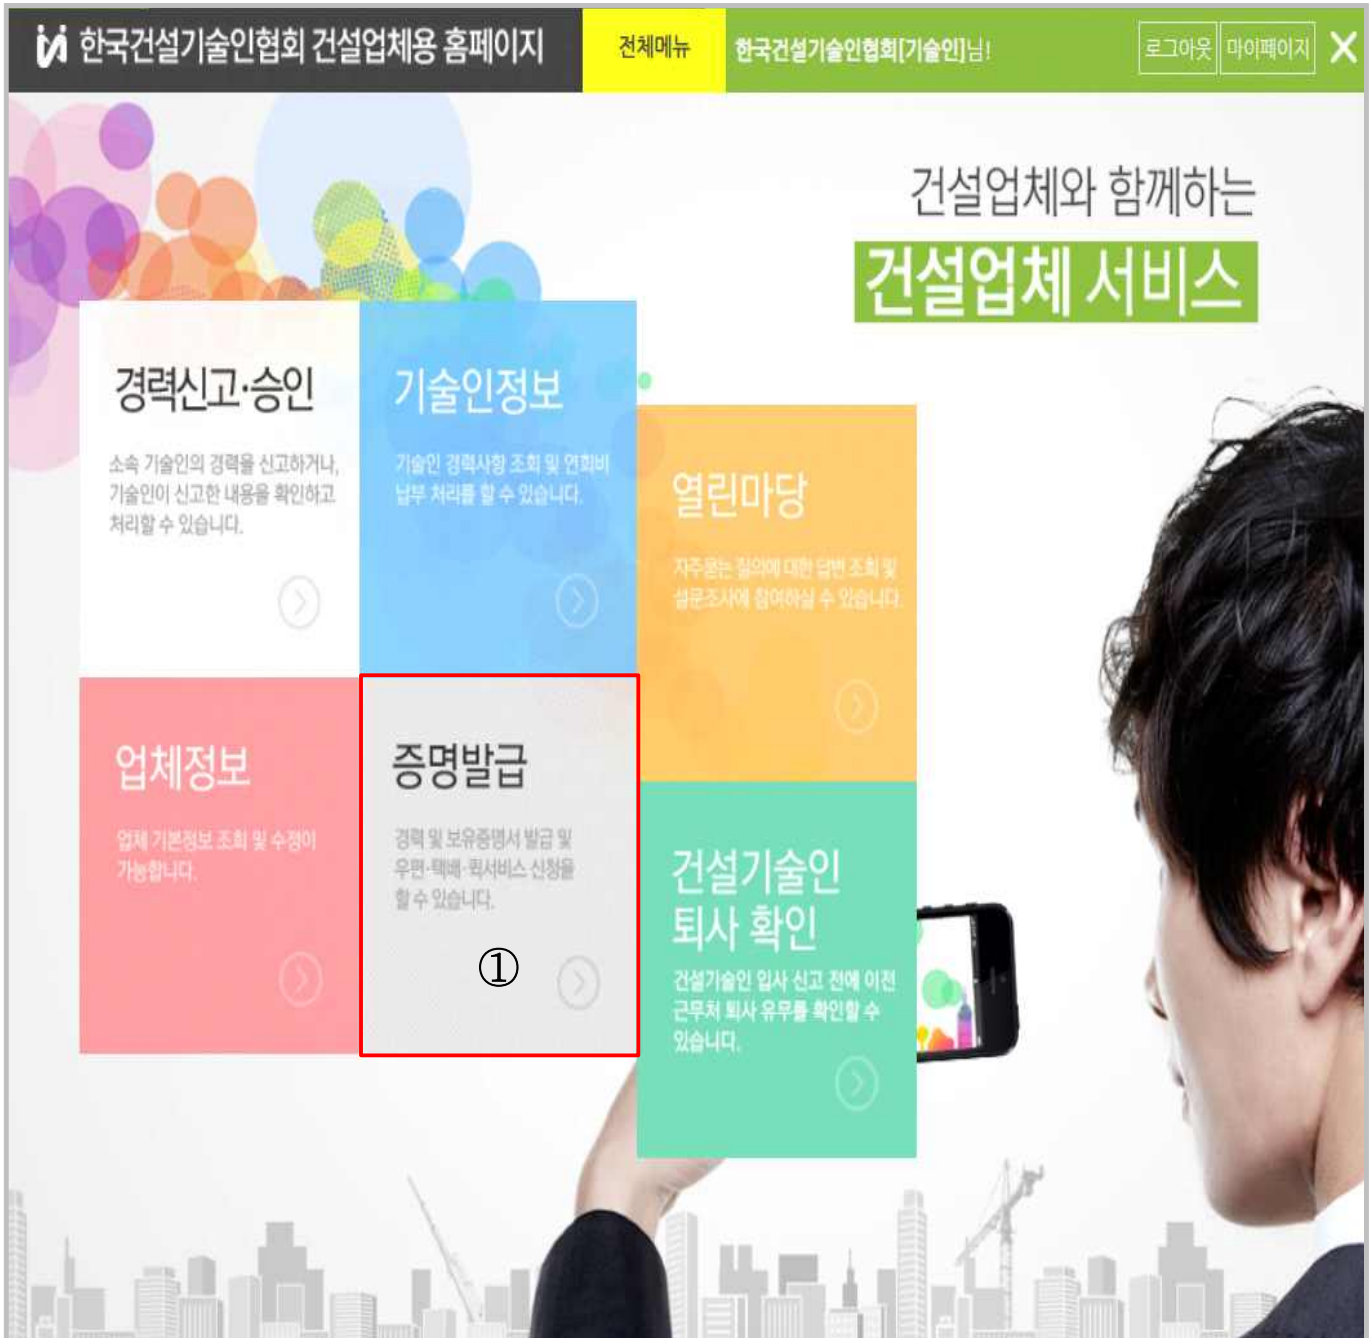 한국건설기술인협회 건설업체용 홈페이지
전체메뉴
한국건설기술인협회[기술인]님!
로그아웃
마이페이지
건설업체와 함께하는
건설업체 서비스
경력신고·승인
소속 기술인의 경력을 신고하거나,
기술인이 신고한 내용을 확인하고
처리할 수 있습니다.
기술인정보
기술인 경력사항 조회 및 연회비
납부 처리를 할 수 있습니다.
열린마당
자주묻는 질의에 대한 답변 조회 및
설문조사에 참여하실 수 있습니다.
업체정보
업체 기본정보 조회 및 수정이
가능합니다.
증명발급
경력 및 보유증명서 발급 및
우편·택배·퀵서비스 신청을
할 수 있습니다.
①
건설기술인
퇴사 확인
건설기술인 입사 신고 전에 이전
근무처 퇴사 유무를 확인할 수
있습니다.